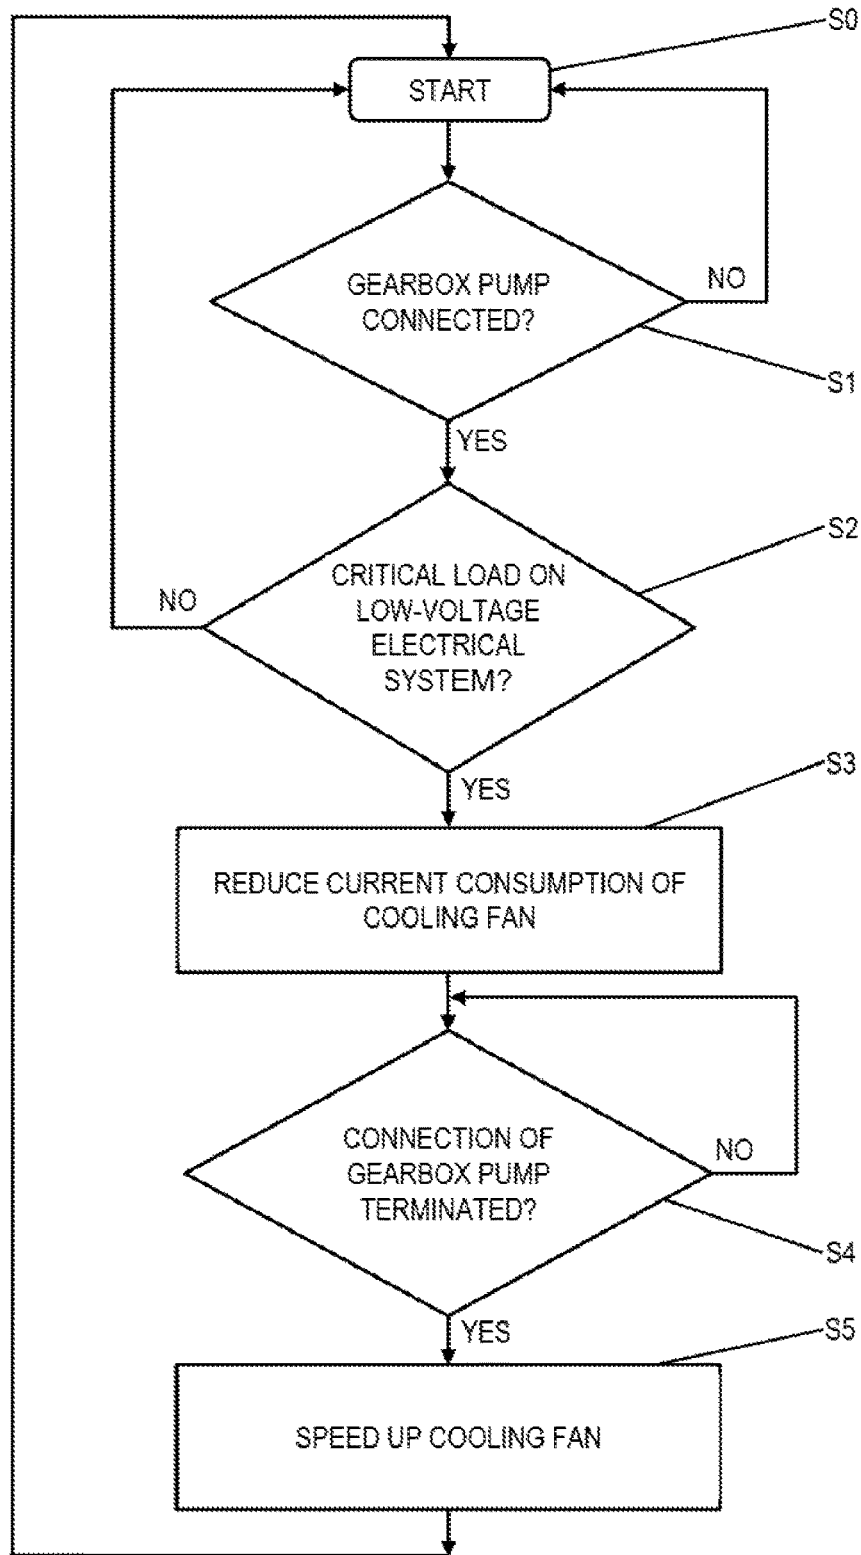 S0
START
GEARBOX PUMP
CONNECTED?
NO
S1
YES
S2
CRITICAL LOAD ON
LOW-VOLTAGE
ELECTRICAL
SYSTEM?
NO
YES
S3
REDUCE CURRENT CONSUMPTION OF
COOLING FAN
CONNECTION OF
GEARBOX PUMP
TERMINATED?
NO
S4
YES
S5
SPEED UP COOLING FAN